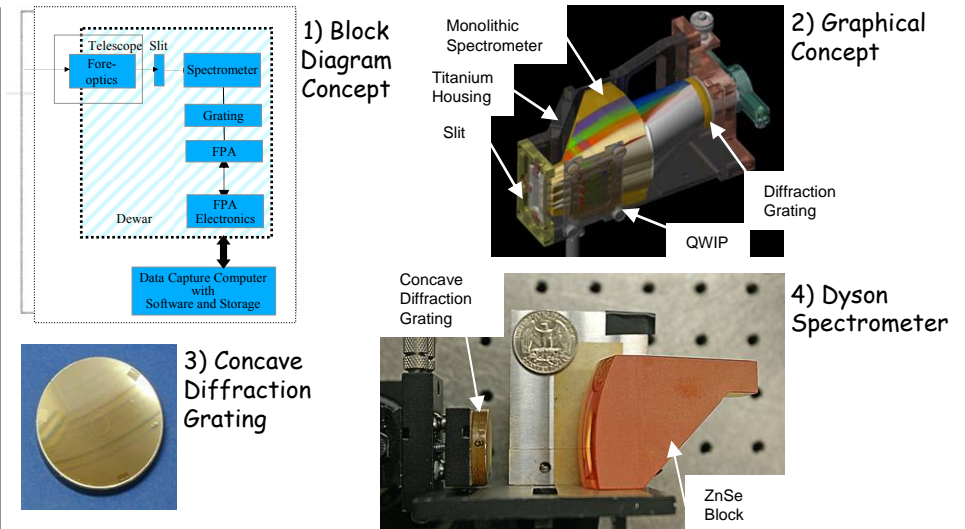 1) Block
Diagram
Concept
Telescope Slit
Fore-
optics
Spectrometer
Grating
FPA
FPA
Electronics
Dewar
Data Capture Computer
with
Software and Storage
2) Graphical
Concept
Monolithic
Spectrometer
Titanium
Housing
Slit
Diffraction
Grating
QWIP
3) Concave
Diffraction
Grating
4) Dyson
Spectrometer
Concave
Diffraction
Grating
3
ZnSe
Block